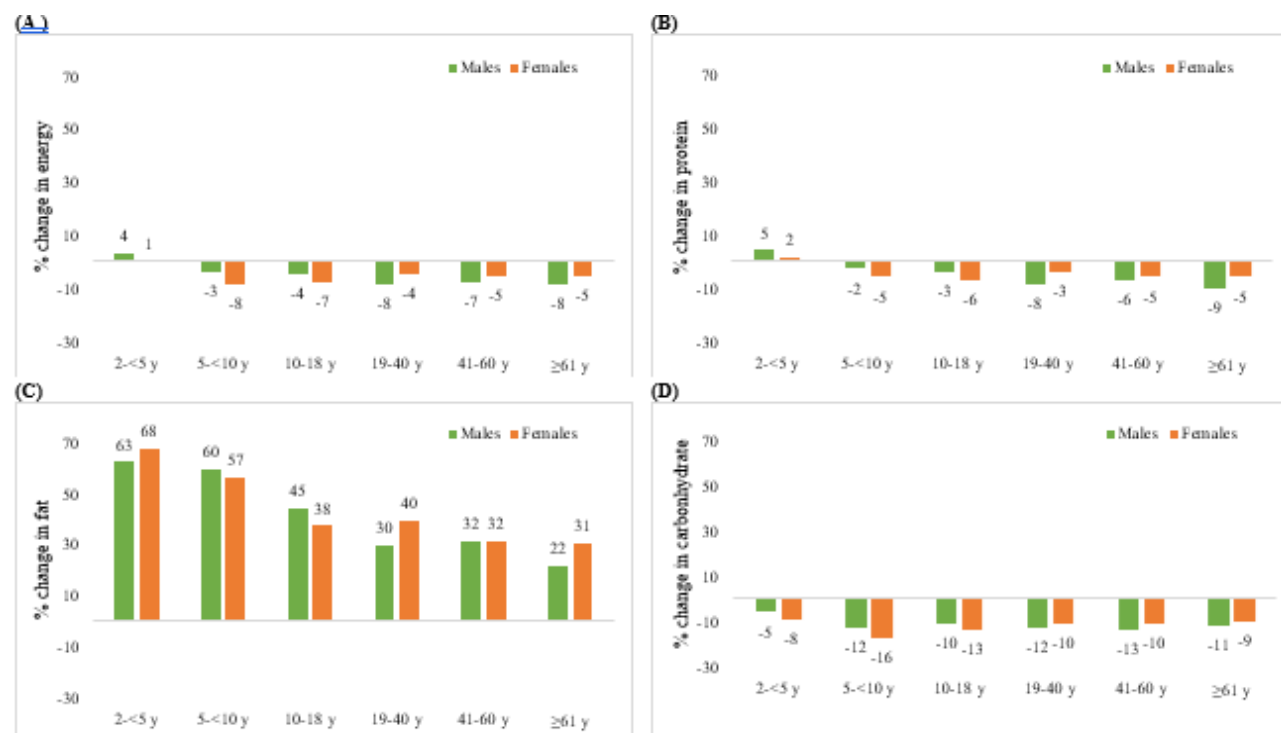 (A.)
Males Females
% change in energy
70
50
30
10
-10
-30
4 1
-3 -8 -4 -7 -8 -4 -7 -5 -8 -5
2-<5 y 5-<10 y 10-18 y 19-40 y 41-60 y ≥61 y
(B)
Males Females
% change in protein
70
50
30
10
-10
-30
5 2
-2 -5 -3 -6 -8 -3 -6 -5 -9 -5
2-<5 y 5-<10 y 10-18 y 19-40 y 41-60 y ≥61 y
(C)
Males Females
% change in fat
70
50
30
10
-10
-30
63 68 60 57 45 38 30 40 32 32 22 31
2-<5 y 5-<10 y 10-18 y 19-40 y 41-60 y ≥61 y
(D)
Males Females
% change in carbonhydrate
70
50
30
10
-10
-30
-5 -8 -12 -16 -10 -13 -12 -10 -13 -10 -11 -9
2-<5 y 5-<10 y 10-18 y 19-40 y 41-60 y ≥61 y